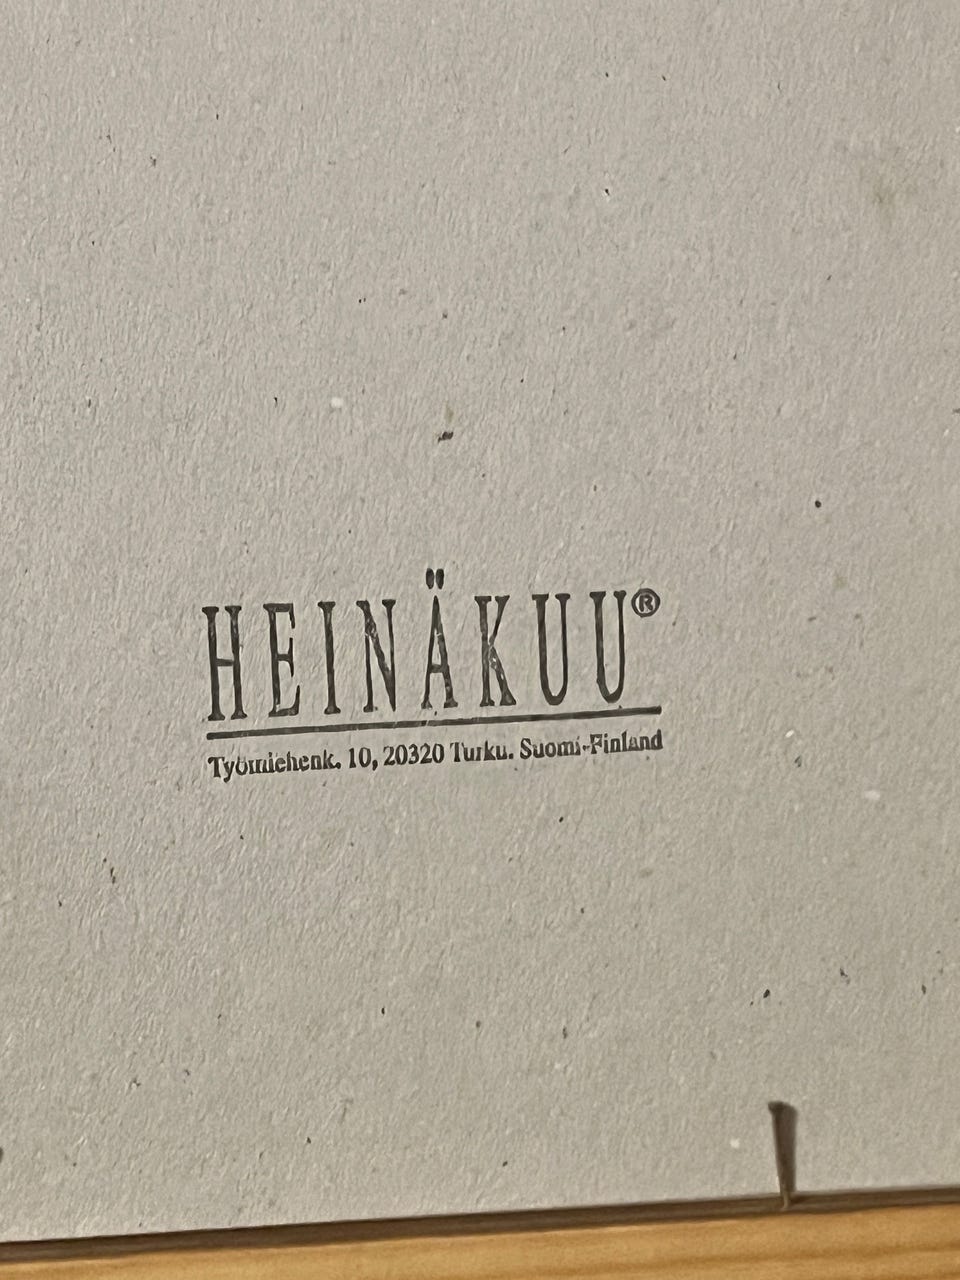 HEINÄKUU®
Työmiehenk. 10, 20320 Turku. Suomi-Finland